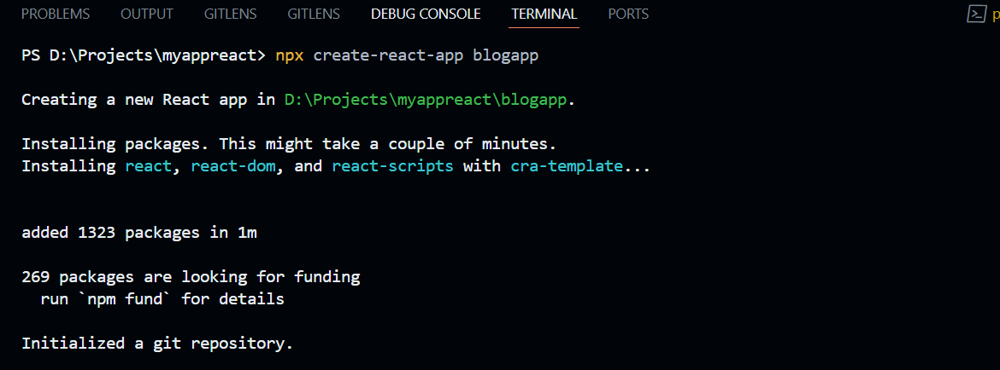 PROBLEMS OUTPUT GITLENS GITLENS DEBUG CONSOLE TERMINAL PORTS
PS D:\Projects\myappreact> npx create-react-app blogapp
Creating a new React app in D:\Projects\myappreact\blogapp.
Installing packages. This might take a couple of minutes.
Installing react, react-dom, and react-scripts with cra-template...
added 1323 packages in 1m
269 packages are looking for funding
  run `npm fund` for details
Initialized a git repository.